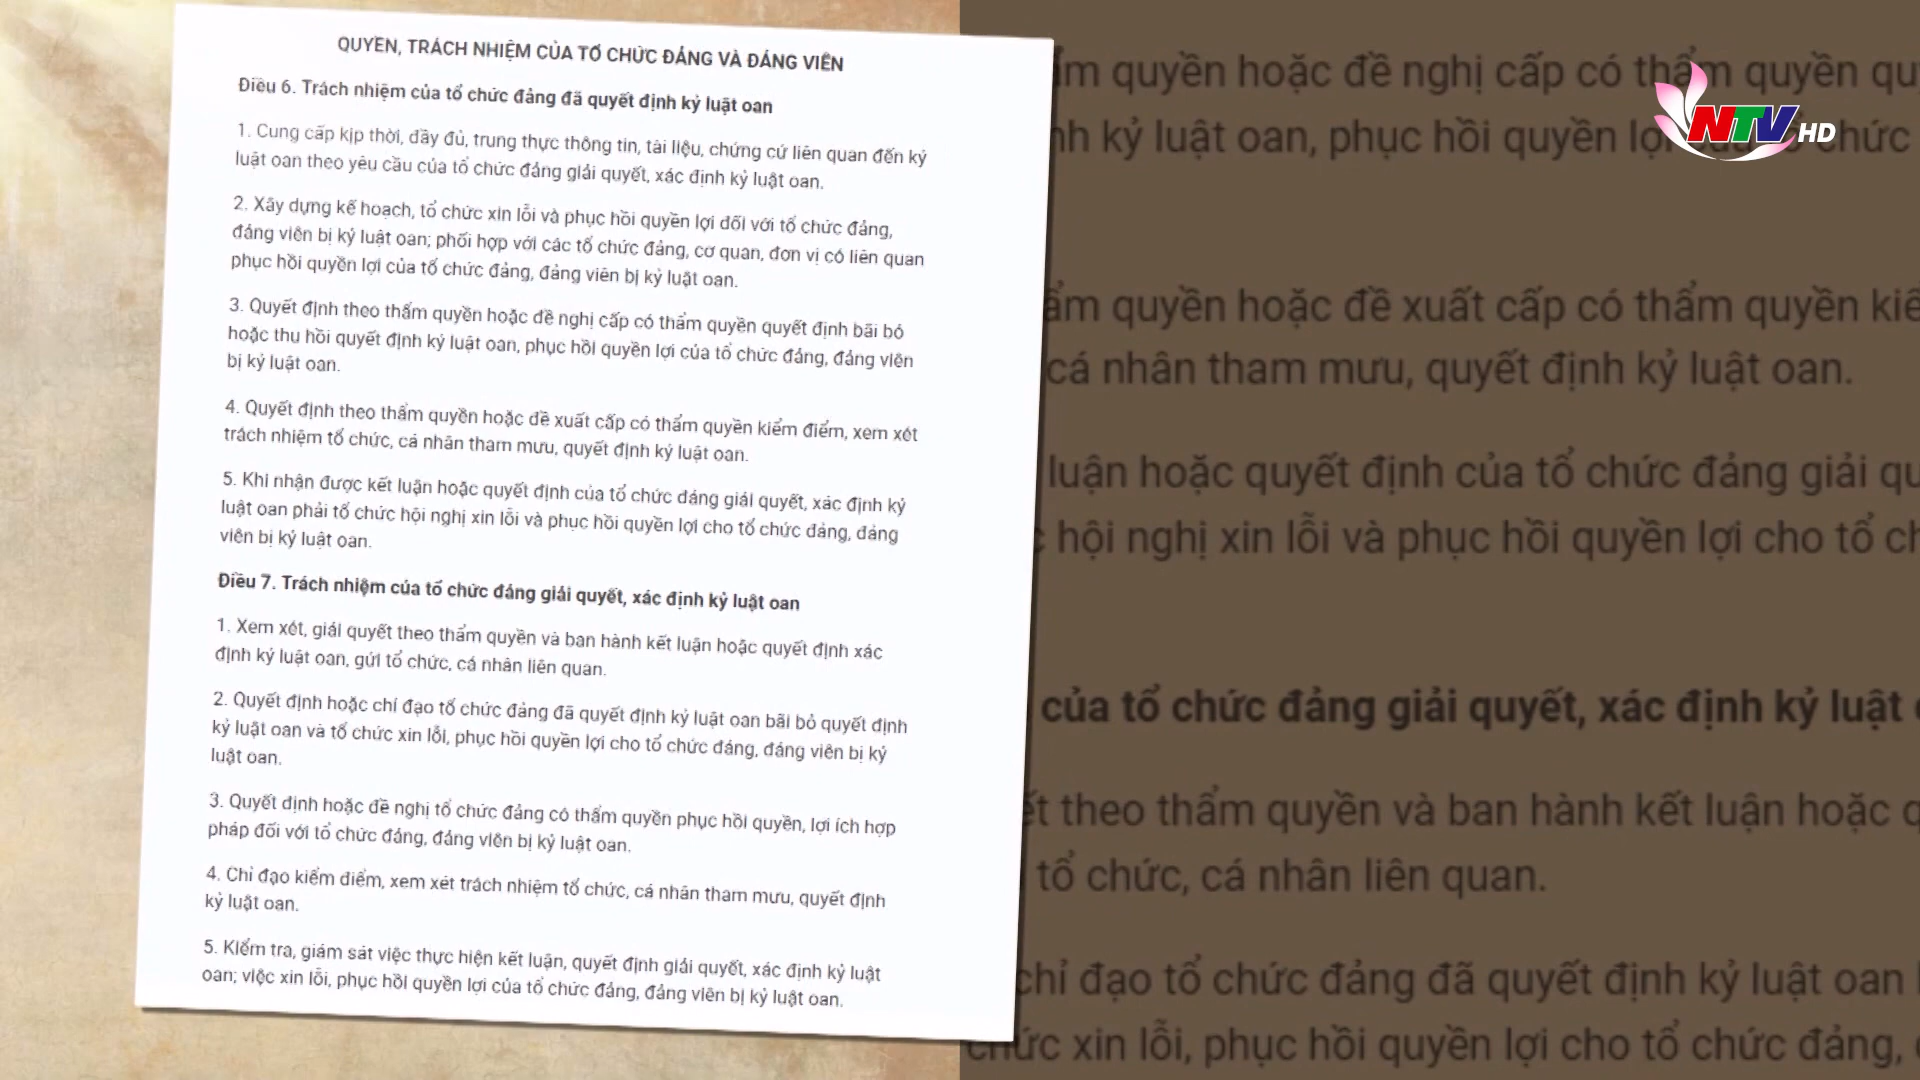 QUYỀN, TRÁCH NHIỆM CỦA TỔ CHỨC ĐẢNG VÀ ĐẢNG VIÊN
Điều 6. Trách nhiệm của tổ chức đảng đã quyết định kỷ luật oan
1. Cung cấp kịp thời, đầy đủ, trung thực thông tin, tài liệu, chứng cứ liên quan đến kỷ
luật oan theo yêu cầu của tổ chức đảng giải quyết, xác định kỷ luật oan.
2. Xây dựng kế hoạch, tổ chức xin lỗi và phục hồi quyền lợi đối với tổ chức đảng,
đảng viên bị kỷ luật oan; phối hợp với các tổ chức đảng, cơ quan, đơn vị có liên quan
phục hồi quyền lợi của tổ chức đảng, đảng viên bị kỷ luật oan.
3. Quyết định theo thẩm quyền hoặc đề nghị cấp có thẩm quyền quyết định bãi bỏ
hoặc thu hồi quyết định kỷ luật oan, phục hồi quyền lợi của tổ chức đảng, đảng viên
bị kỷ luật oan.
4. Quyết định theo thẩm quyền hoặc đề xuất cấp có thẩm quyền kiểm điểm, xem xét
trách nhiệm tổ chức, cá nhân tham mưu, quyết định kỷ luật oan.
5. Khi nhận được kết luận hoặc quyết định của tổ chức đảng giải quyết, xác định kỷ
luật oan phải tổ chức hội nghị xin lỗi và phục hồi quyền lợi cho tổ chức đảng, đảng
viên bị kỷ luật oan.
Điều 7. Trách nhiệm của tổ chức đảng giải quyết, xác định kỷ luật oan
1. Xem xét, giải quyết theo thẩm quyền và ban hành kết luận hoặc quyết định xác
định kỷ luật oan, gửi tổ chức, cá nhân liên quan.
2. Quyết định hoặc chỉ đạo tổ chức đảng đã quyết định kỷ luật oan bãi bỏ quyết định
kỷ luật oan và tổ chức xin lỗi, phục hồi quyền lợi cho tổ chức đảng, đảng viên bị kỷ
luật oan.
3. Quyết định hoặc đề nghị tổ chức đảng có thẩm quyền phục hồi quyền, lợi ích hợp
pháp đối với tổ chức đảng, đảng viên bị kỷ luật oan.
4. Chỉ đạo kiểm điểm, xem xét trách nhiệm tổ chức, cá nhân tham mưu, quyết định
kỷ luật oan.
5. Kiểm tra, giám sát việc thực hiện kết luận, quyết định giải quyết, xác định kỷ luật
oan; việc xin lỗi, phục hồi quyền lợi của tổ chức đảng, đảng viên bị kỷ luật oan.
quyền hoặc đề nghị cấp có thẩm quyền
kỷ luật oan, phục hồi quyền chức
quyền hoặc đề xuất cấp có thẩm quyền
cá nhân tham mưu, quyết định kỷ luật oan.
luận hoặc quyết định của tổ chức đảng giải
hội nghị xin lỗi và phục hồi quyền lợi cho tổ
của tổ chức đảng giải quyết, xác định kỷ luật
theo thẩm quyền và ban hành kết luận hoặc
tổ chức, cá nhân liên quan.
chỉ đạo tổ chức đảng đã quyết định kỷ luật oan
chức xin lỗi, phục hồi quyền lợi cho tổ chức đảng,
NTV HD